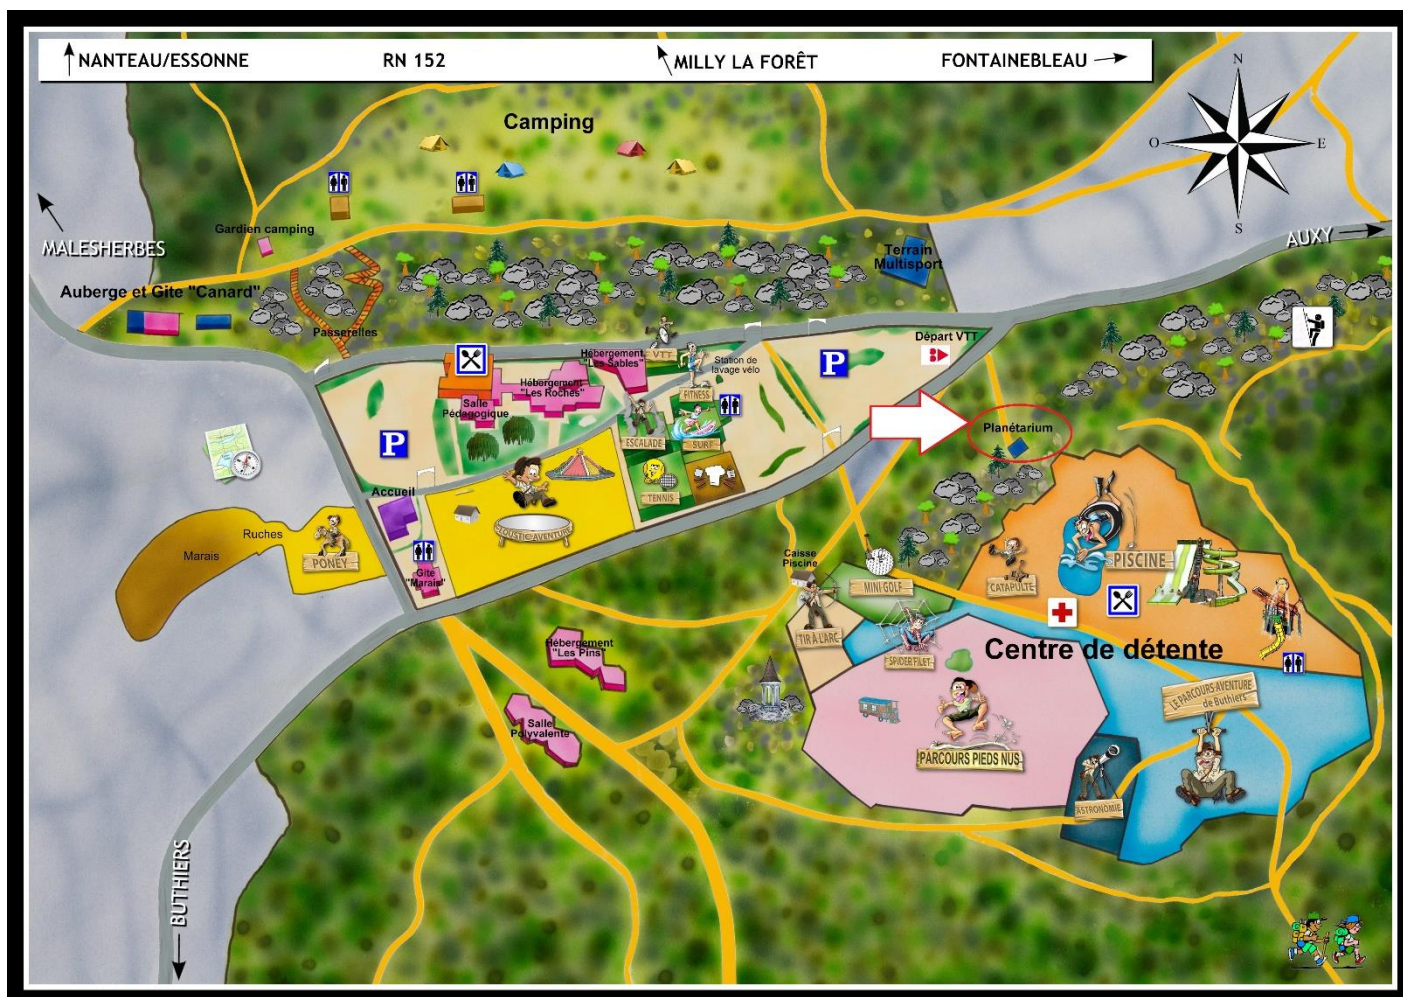 NANTEAU/ESSONNE RN 152 MILLY LA FORÊT FONTAINEBLEAU
N
Camping
O E
S
Gardien camping
MALESHERBES
AUXY
Terrain
Multisport
Auberge et Gîte "Canard"
Passerelles
Départ VTT
Hébergement
"Les Sables"
VTT
Station de
lavage vélo
Hébergement
"Les Roches"
FITNESS
Salle
Pédagogique
P
P
ESCALADE
SURF
Planétarium
TENNIS
Accueil
ACOUSTIC AVENTURE
Ruches
Marais
PONEY
Gîte
"Marais"
Caisse
Piscine
MINI GOLF
CATAPULTE
PISCINE
TIR À L'ARC
SPIDER FILET
Centre de détente
Hébergement
"Les Pins"
LE PARCOURS AVENTURE
de Buthiers
Salle
Polyvalente
PARCOURS PIEDS NUS
ASTRONOMIE
BUTHIERS